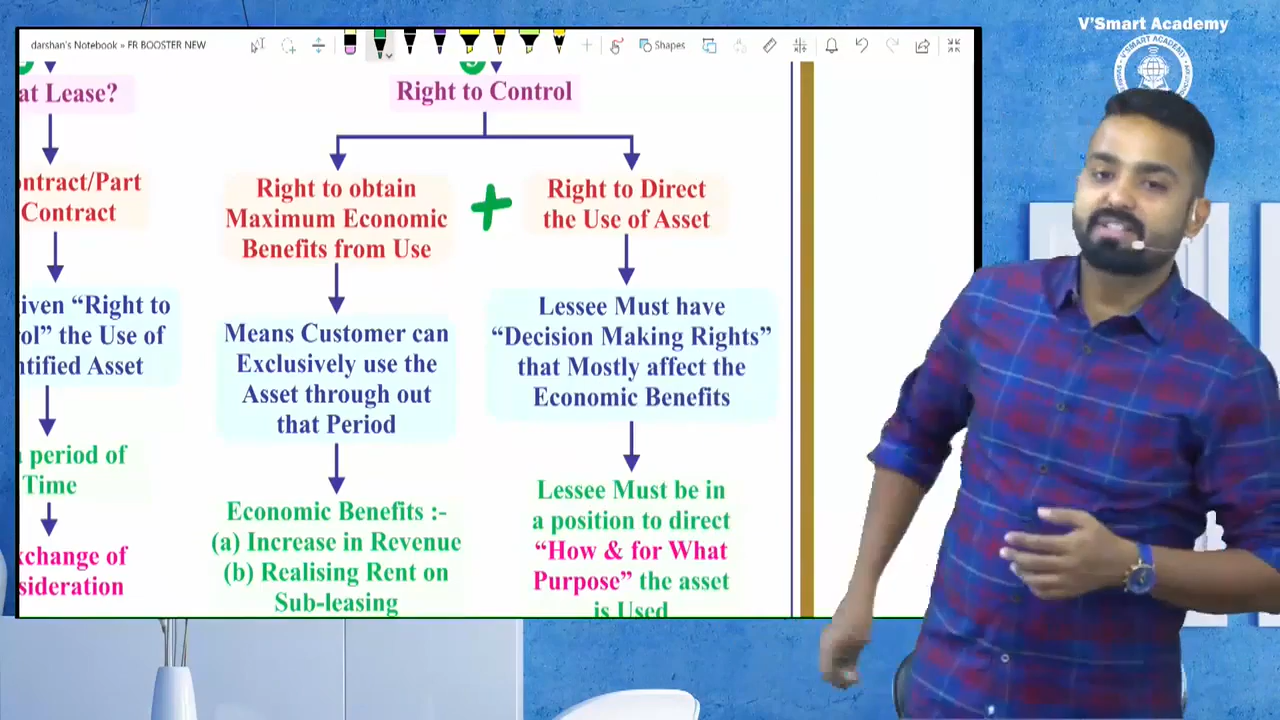 V'Smart Academy
darshan's Notebook » FR BOOSTER NEW
Shapes
at Lease?
ontract/Part
Contract
iven “Right to
ol” the Use of
ntified Asset
period of
Time
xchange of
sideration
Right to Control
Right to obtain
Maximum Economic
Benefits from Use
+
Right to Direct
the Use of Asset
Means Customer can
Exclusively use the
Asset through out
that Period
Economic Benefits :-
(a) Increase in Revenue
(b) Realising Rent on
Sub-leasing
Lessee Must have
“Decision Making Rights”
that Mostly affect the
Economic Benefits
Lessee Must be in
a position to direct
“How & for What
Purpose” the asset
is Used